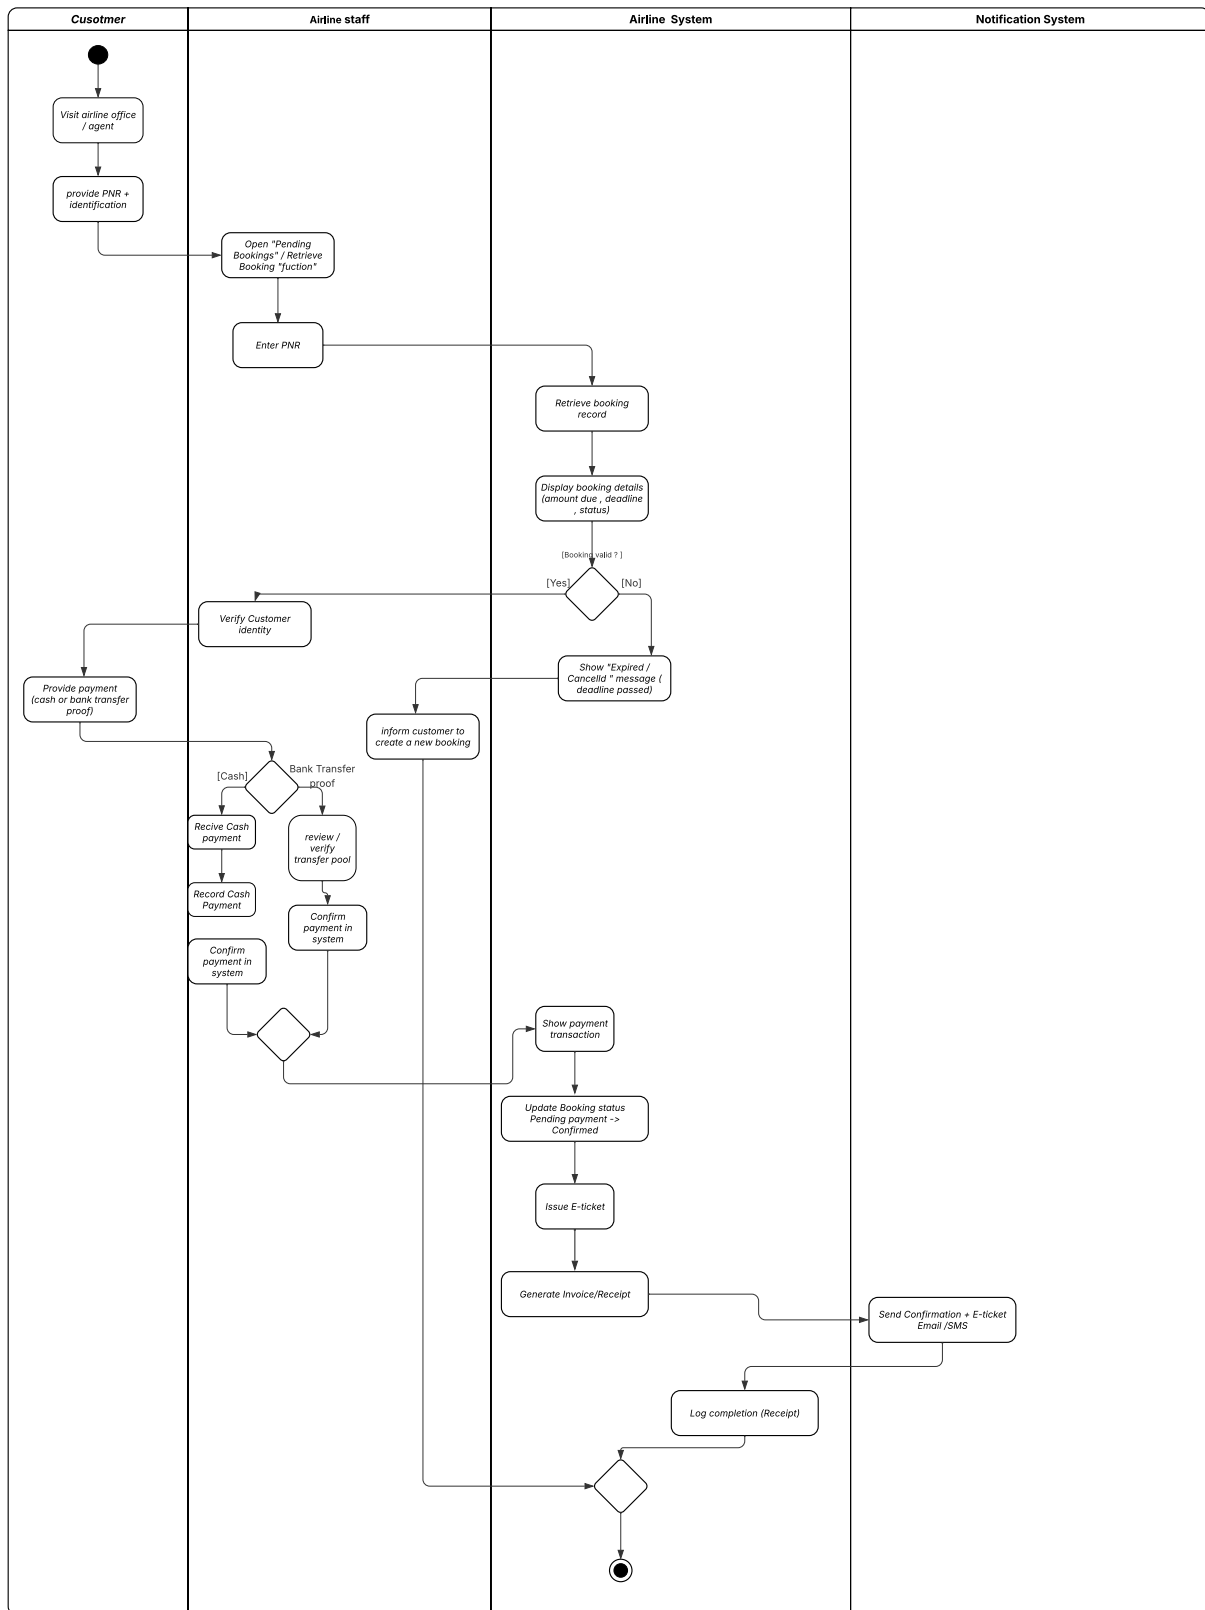 Cusotmer
Airline staff
Airline System
Notification System
Visit airline office
/ agent
provide PNR +
identification
Open "Pending
Bookings" / Retrieve
Booking "fuction"
Enter PNR
Retrieve booking
record
Display booking details
(amount due , deadline
, status)
[Booking valid ? ]
[Yes]
[No]
Verify Customer
identity
Show "Expired /
Cancelld " message (
deadline passed)
Provide payment
(cash or bank transfer
proof)
inform customer to
create a new booking
[Cash]
Bank Transfer
proof
Recive Cash
payment
review /
verify
transfer pool
Record Cash
Payment
Confirm
payment in
system
Confirm
payment in
system
Show payment
transaction
Update Booking status
Pending payment ->
Confirmed
Issue E-ticket
Generate Invoice/Receipt
Send Confirmation + E-ticket
Email /SMS
Log completion (Receipt)